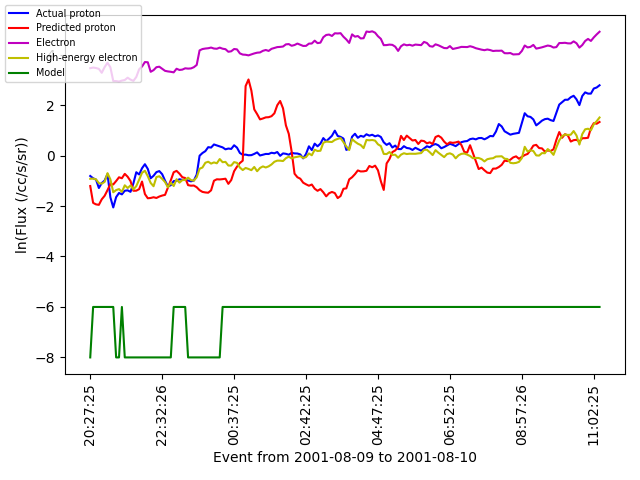 Actual proton
Predicted proton
Electron
High-energy electron
Model
ln(Flux (/cc/s/sr))
2
0
−2
−4
−6
−8
20:27:25
22:32:26
00:37:25
02:42:25
04:47:25
06:52:25
08:57:26
11:02:25
Event from 2001-08-09 to 2001-08-10